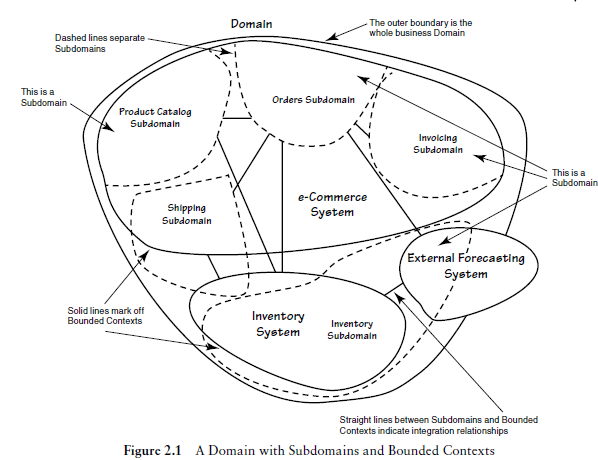 Domain
Dashed lines separate
Subdomains
The outer boundary is the
whole business Domain
This is a
Subdomain
Product Catalog
Subdomain
Orders Subdomain
Invoicing
Subdomain
This is a
Subdomain
Shipping
Subdomain
e-Commerce
System
External Forecasting
System
Solid lines mark off
Bounded Contexts
Inventory
System
Inventory
Subdomain
Straight lines between Subdomains and Bounded
Contexts indicate integration relationships
Figure 2.1 A Domain with Subdomains and Bounded Contexts